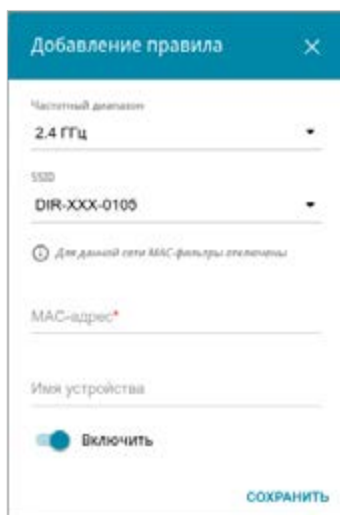 Добавление правила
Частотный диапазон
2.4 ГГц
SSID
DIR-XXX-0105
Для данной сети MAC-фильтры отключены
MAC-адрес*
Имя устройства
Включить
СОХРАНИТЬ